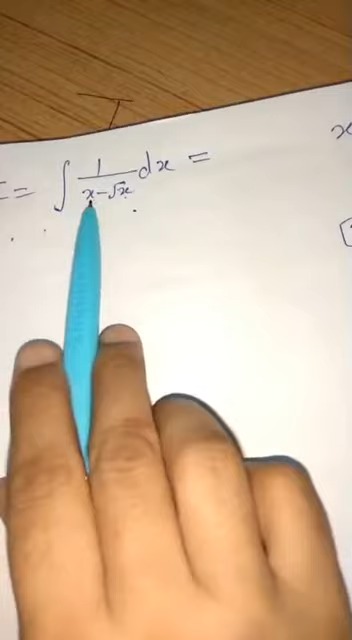 I = ∫ 1/(x-√x) dx =
x